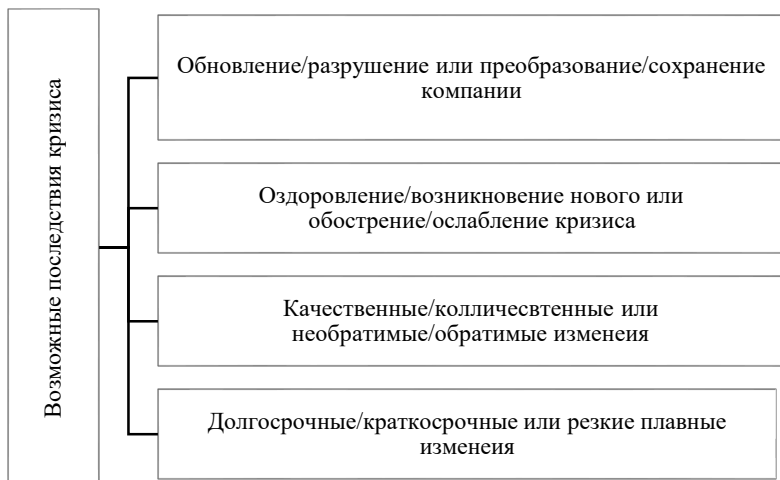 Возможные последствия кризиса
Обновление/разрушение или преобразование/сохранение
компании
Оздоровление/возникновение нового или
обострение/ослабление кризиса
Качественные/колличесвтенные или
необратимые/обратимые изменеия
Долгосрочные/краткосрочные или резкие плавные
изменеия